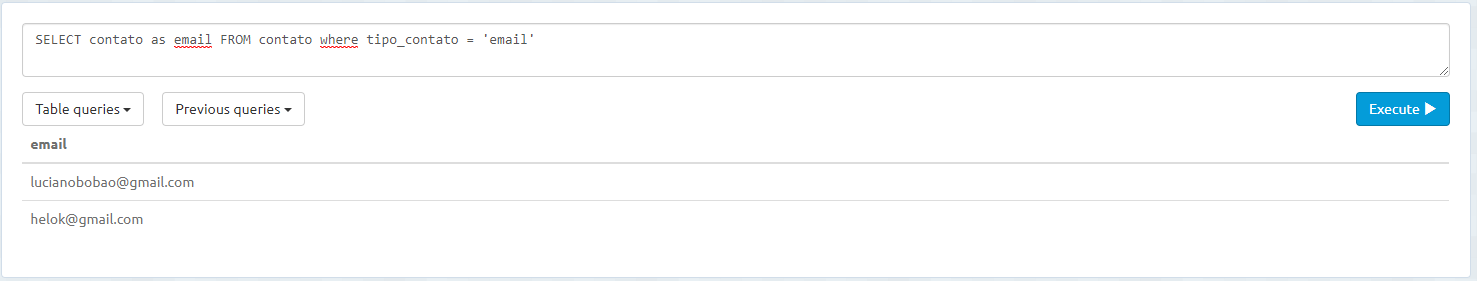 SELECT contato as email FROM contato where tipo_contato = 'email'
Table queries
Previous queries
Execute
email
lucianobobao@gmail.com
helok@gmail.com